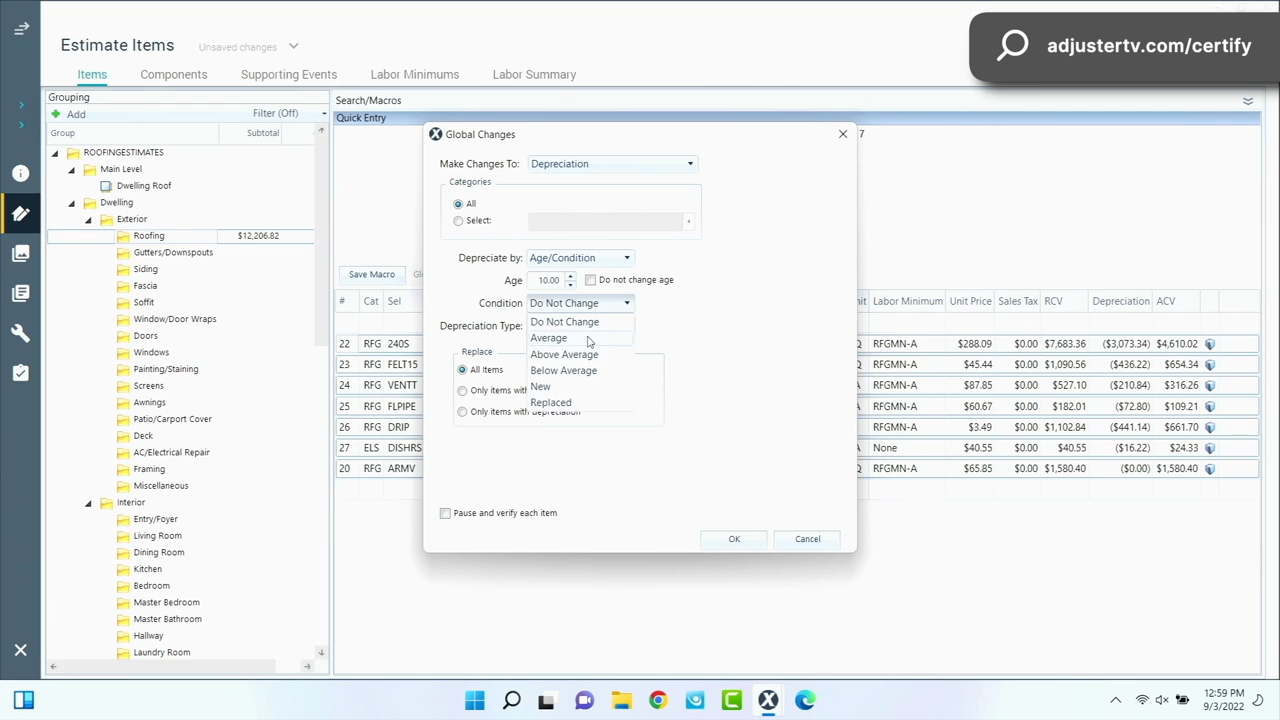 Estimate Items
Unsaved changes
adjustertv.com/certify
Items
Components
Supporting Events
Labor Minimums
Labor Summary
Grouping
Add
Filter (Off)
Group
Subtotal
ROOFINGESTIMATES
Main Level
Dwelling Roof
Dwelling
Exterior
Roofing
$12,206.82
Gutters/Downspouts
Siding
Fascia
Soffit
Window/Door Wraps
Doors
Windows
Painting/Staining
Screens
Awnings
Patio/Carport Cover
Deck
AC/Electrical Repair
Framing
Miscellaneous
Interior
Entry/Foyer
Living Room
Dining Room
Kitchen
Bedroom
Master Bedroom
Master Bathroom
Hallway
Laundry Room
Search/Macros
Quick Entry
7
Save Macro
# Cat Sel Labor Minimum Unit Price Sales Tax RCV Depreciation ACV
22 RFG 240S RFGMN-A $288.09 $0.00 $7,683.36 ($3,073.34) $4,610.02
23 RFG FELT15 RFGMN-A $45.44 $0.00 $1,090.56 ($436.22) $654.34
24 RFG VENTT RFGMN-A $87.85 $0.00 $527.10 ($210.84) $316.26
25 RFG FLPIPE RFGMN-A $60.67 $0.00 $182.01 ($72.80) $109.21
26 RFG DRIP RFGMN-A $3.49 $0.00 $1,102.84 ($441.14) $661.70
27 ELS DISHRS None $40.55 $0.00 $40.55 ($16.22) $24.33
20 RFG ARMV RFGMN-A $65.85 $0.00 $1,580.40 ($0.00) $1,580.40
Global Changes
Make Changes To: Depreciation
Categories
All
Select:
Depreciate by: Age/Condition
Age 10.00 Do not change age
Condition Do Not Change
Do Not Change
Average
Above Average
Below Average
New
Replaced
Depreciation Type:
Replace
All Items
Only items with
Only items with depreciation
Pause and verify each item
OK
Cancel
12:59 PM
9/3/2022